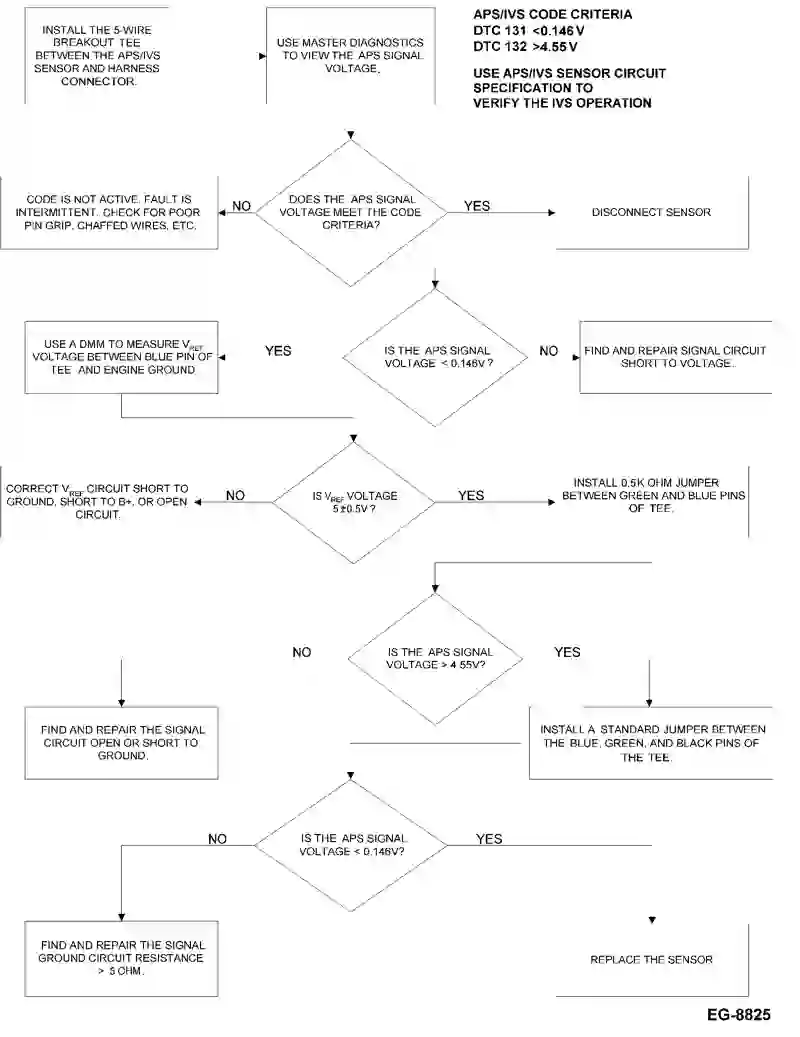 INSTALL THE 5-WIRE
BREAKOUT TEE
BETWEEN THE APS/IVS
SENSOR AND HARNESS
CONNECTOR.
USE MASTER DIAGNOSTICS
TO VIEW THE APS SIGNAL
VOLTAGE.
APS/IVS CODE CRITERIA
DTC 131 <0.146V
DTC 132 >4.55V
USE APS/IVS SENSOR CIRCUIT
SPECIFICATION TO
VERIFY THE IVS OPERATION
CODE IS NOT ACTIVE. FAULT IS
INTERMITTENT. CHECK FOR POOR
PIN GRIP, CHAFFED WIRES, ETC.
NO
DOES THE APS SIGNAL
VOLTAGE MEET THE CODE
CRITERIA?
YES
DISCONNECT SENSOR
USE A DMM TO MEASURE VREF
VOLTAGE BETWEEN BLUE PIN OF
TEE AND ENGINE GROUND
YES
IS THE APS SIGNAL
VOLTAGE < 0.146V?
NO
FIND AND REPAIR SIGNAL CIRCUIT
SHORT TO VOLTAGE.
CORRECT VREF CIRCUIT SHORT TO
GROUND, SHORT TO B+, OR OPEN
CIRCUIT.
NO
IS VREF VOLTAGE
5±0.5V?
YES
INSTALL 0.5K OHM JUMPER
BETWEEN GREEN AND BLUE PINS
OF TEE.
NO
IS THE APS SIGNAL
VOLTAGE > 4.55V?
YES
FIND AND REPAIR THE SIGNAL
CIRCUIT OPEN OR SHORT TO
GROUND.
INSTALL A STANDARD JUMPER BETWEEN
THE BLUE, GREEN, AND BLACK PINS OF
THE TEE.
NO
IS THE APS SIGNAL
VOLTAGE < 0.146V?
YES
FIND AND REPAIR THE SIGNAL
GROUND CIRCUIT RESISTANCE
> 5 OHM.
REPLACE THE SENSOR
EG-8825